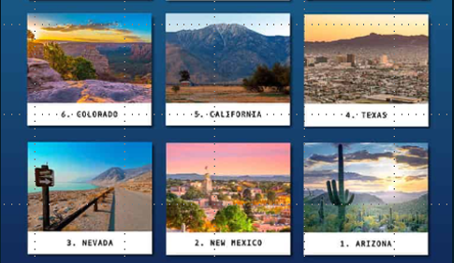 6. COLORADO
5. CALIFORNIA
4. TEXAS
3. NEVADA
2. NEW MEXICO
1. ARIZONA